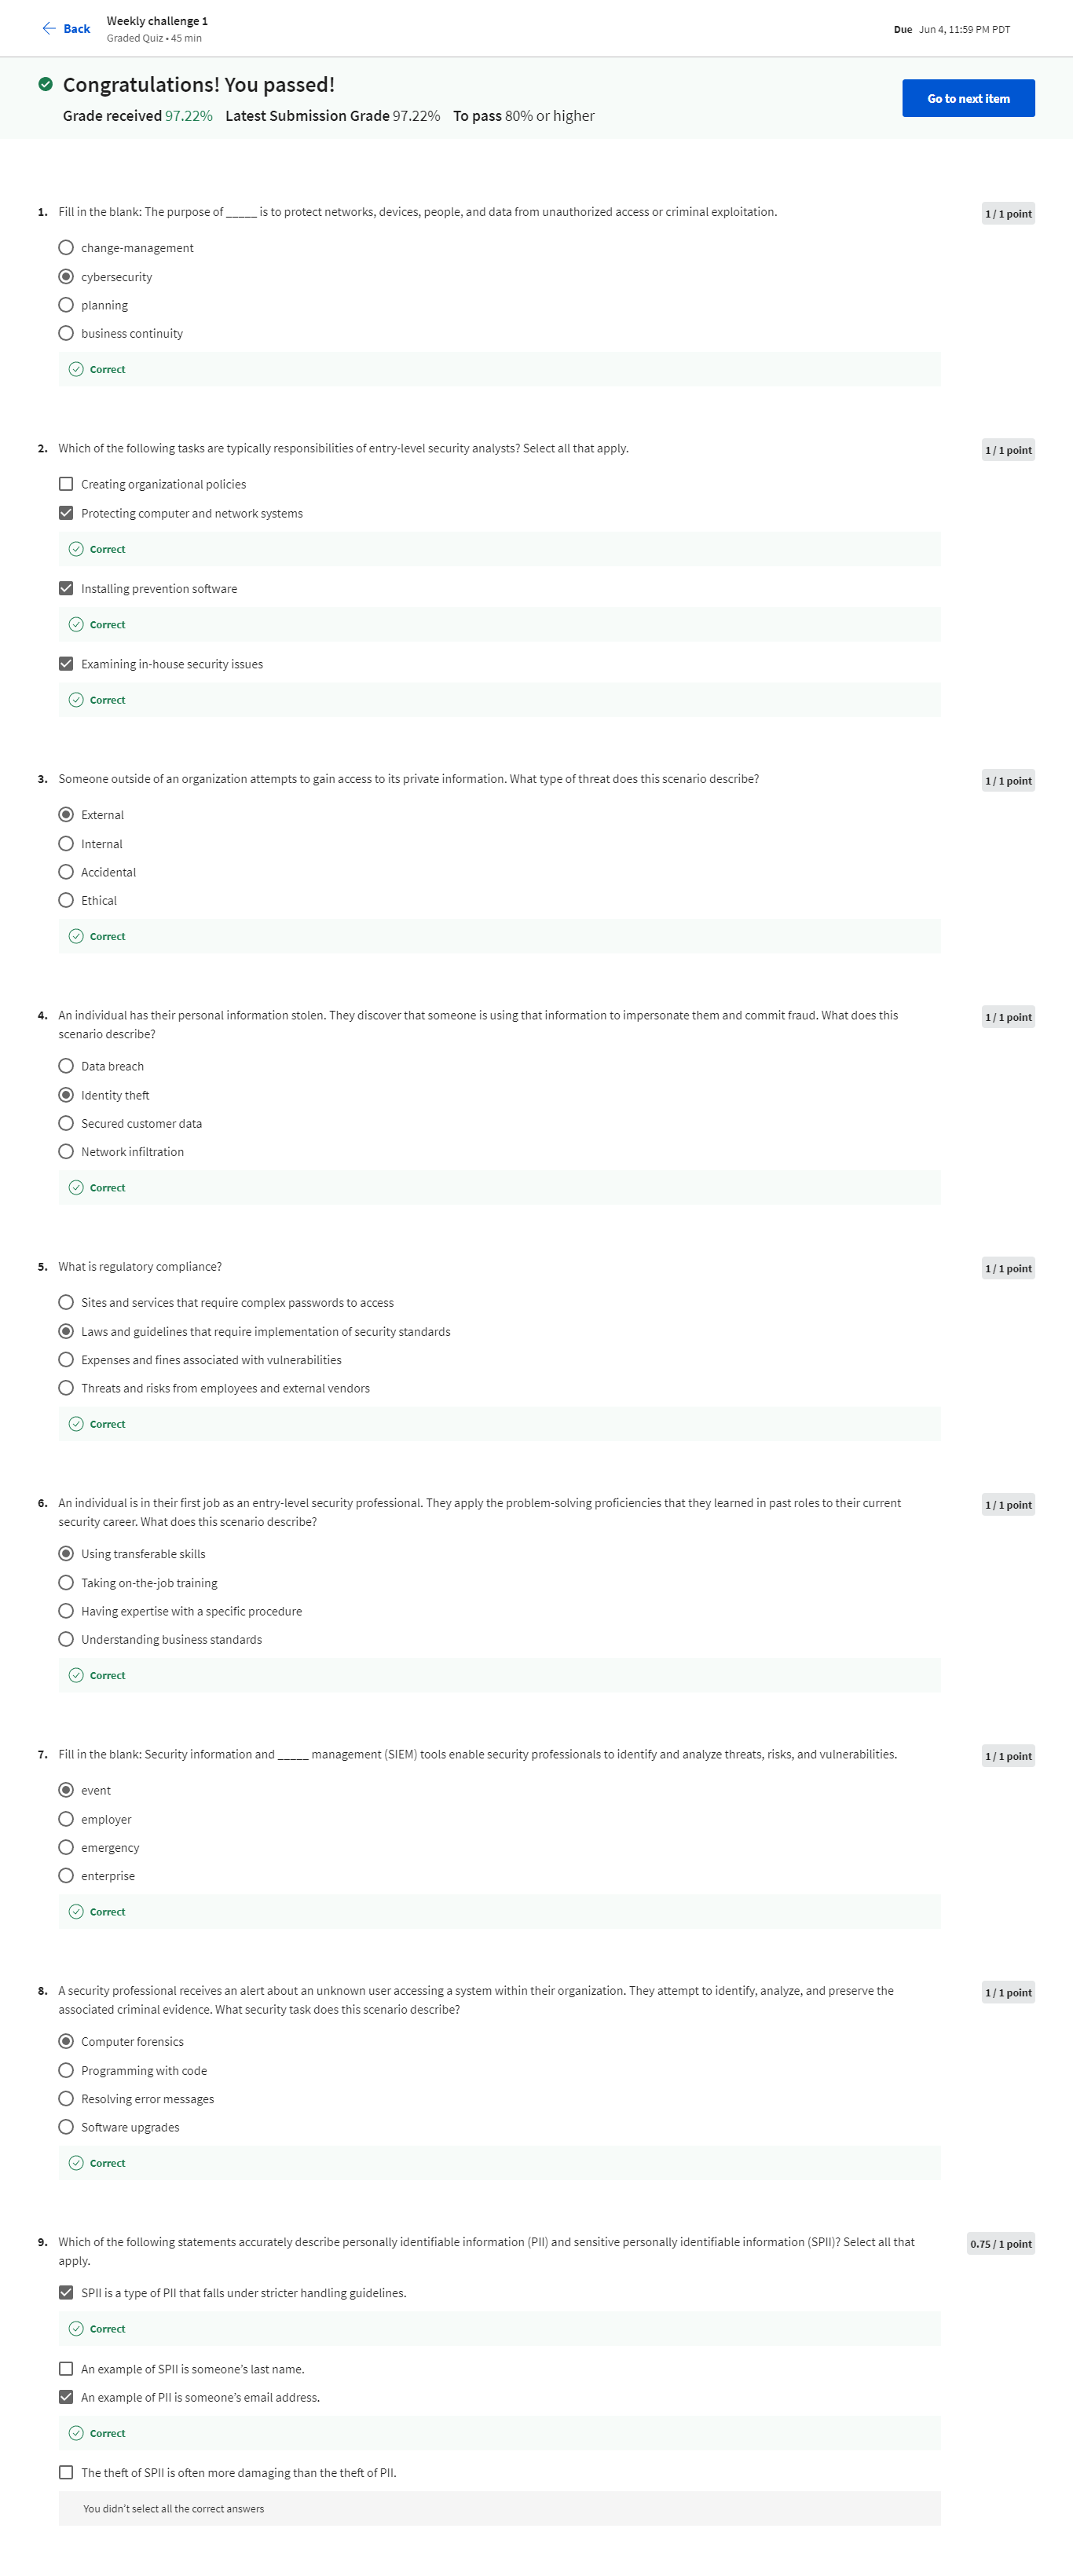 Back
Weekly challenge 1
Graded Quiz • 45 min
Due Jun 4, 11:59 PM PDT
Congratulations! You passed!
Grade received 97.22% Latest Submission Grade 97.22% To pass 80% or higher
Go to next item
1. Fill in the blank: The purpose of _____ is to protect networks, devices, people, and data from unauthorized access or criminal exploitation.
1 / 1 point
change-management
cybersecurity
planning
business continuity
Correct
2. Which of the following tasks are typically responsibilities of entry-level security analysts? Select all that apply.
1 / 1 point
Creating organizational policies
Protecting computer and network systems
Correct
Installing prevention software
Correct
Examining in-house security issues
Correct
3. Someone outside of an organization attempts to gain access to its private information. What type of threat does this scenario describe?
1 / 1 point
External
Internal
Accidental
Ethical
Correct
4. An individual has their personal information stolen. They discover that someone is using that information to impersonate them and commit fraud. What does this
scenario describe?
1 / 1 point
Data breach
Identity theft
Secured customer data
Network infiltration
Correct
5. What is regulatory compliance?
1 / 1 point
Sites and services that require complex passwords to access
Laws and guidelines that require implementation of security standards
Expenses and fines associated with vulnerabilities
Threats and risks from employees and external vendors
Correct
6. An individual is in their first job as an entry-level security professional. They apply the problem-solving proficiencies that they learned in past roles to their current
security career. What does this scenario describe?
1 / 1 point
Using transferable skills
Taking on-the-job training
Having expertise with a specific procedure
Understanding business standards
Correct
7. Fill in the blank: Security information and _____ management (SIEM) tools enable security professionals to identify and analyze threats, risks, and vulnerabilities.
1 / 1 point
event
employer
emergency
enterprise
Correct
8. A security professional receives an alert about an unknown user accessing a system within their organization. They attempt to identify, analyze, and preserve the
associated criminal evidence. What security task does this scenario describe?
1 / 1 point
Computer forensics
Programming with code
Resolving error messages
Software upgrades
Correct
9. Which of the following statements accurately describe personally identifiable information (PII) and sensitive personally identifiable information (SPII)? Select all that
apply.
0.75 / 1 point
SPII is a type of PII that falls under stricter handling guidelines.
Correct
An example of SPII is someone's last name.
An example of PII is someone's email address.
Correct
The theft of SPII is often more damaging than the theft of PII.
You didn't select all the correct answers